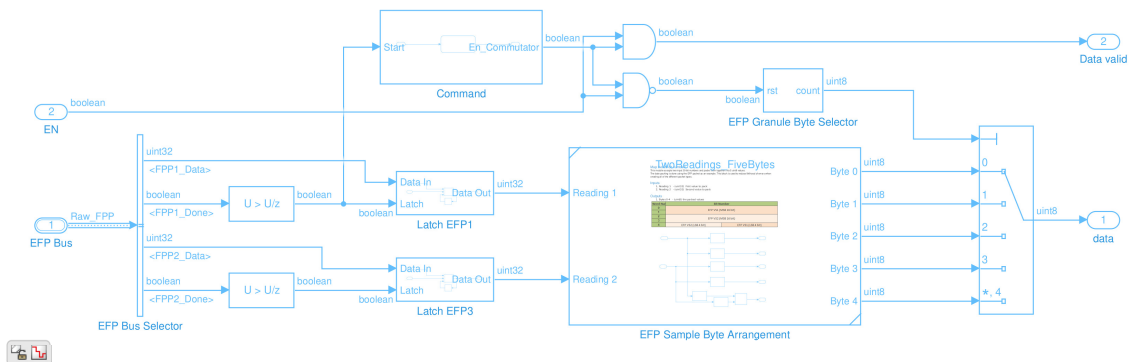 boolean
2
Data valid
Start
En_Commutator
boolean
Command
boolean
uint8
rst
count
boolean
EFP Granule Byte Selector
2
boolean
EN
uint32
<FPP1_Data>
boolean
<FPP1_Done>
U > U/z
Data In
Data Out
Latch
uint32
boolean
Latch EFP1
1
Raw_FPP
EFP Bus
uint32
<FPP2_Data>
boolean
<FPP2_Done>
U > U/z
boolean
Data In
Data Out
Latch
uint32
boolean
Latch EFP3
EFP Bus Selector
TwoReadings_FiveBytes
Reading 1
Reading 2
Byte 0
Byte 1
Byte 2
Byte 3
Byte 4
EFP Sample Byte Arrangement
uint8
uint8
uint8
uint8
uint8
0
1
2
3
*, 4
uint8
1
data